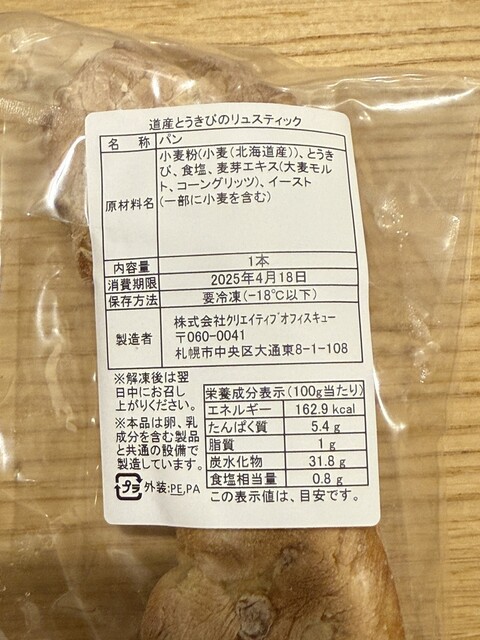 道産とうきびのリュスティック
名 称 パン
原材料名 小麦粉(小麦(北海道産))、とうき
び、食塩、麦芽エキス(大麦モル
ト、コーングリッツ)、イースト
(一部に小麦を含む)
内容量 1本
消費期限 2025年4月18日
保存方法 要冷凍(-18℃以下)
製造者 株式会社クリエイティブオフィスキュー
〒060-0041
札幌市中央区大通東8-1-108
※解凍後は翌
日中にお召し
上がりください。
※本品は卵、乳
成分を含む製品
と共通の設備で
製造しています。
プラ 外装:PE,PA
栄養成分表示(100g当たり)
エネルギー 162.9 kcal
たんぱく質 5.4 g
脂質 1 g
炭水化物 31.8 g
食塩相当量 0.8 g
この表示値は、目安です。